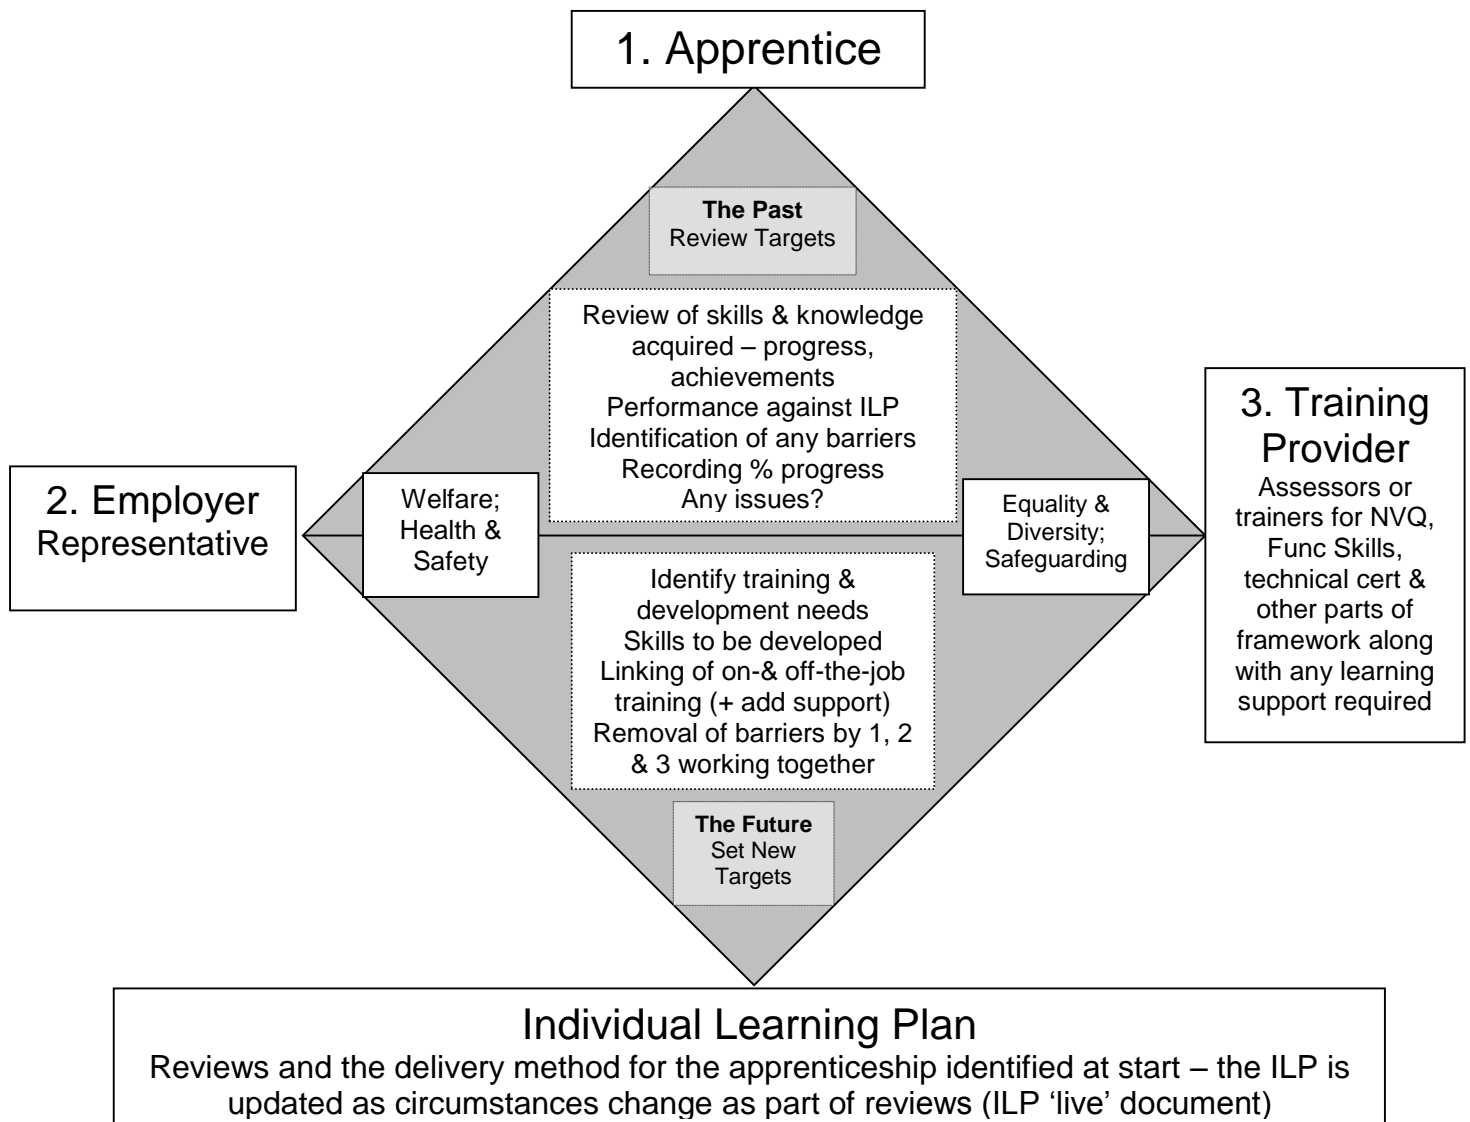 1. Apprentice
The Past
Review Targets
Review of skills & knowledge
acquired – progress,
achievements
Performance against ILP
Identification of any barriers
Recording % progress
Any issues?
2. Employer
Representative
Welfare;
Health &
Safety
Equality &
Diversity;
Safeguarding
3. Training
Provider
Assessors or
trainers for NVQ,
Func Skills,
technical cert &
other parts of
framework along
with any learning
support required
Identify training &
development needs
Skills to be developed
Linking of on-& off-the-job
training (+ add support)
Removal of barriers by 1, 2
& 3 working together
The Future
Set New
Targets
Individual Learning Plan
Reviews and the delivery method for the apprenticeship identified at start – the ILP is
updated as circumstances change as part of reviews (ILP ‘live’ document)